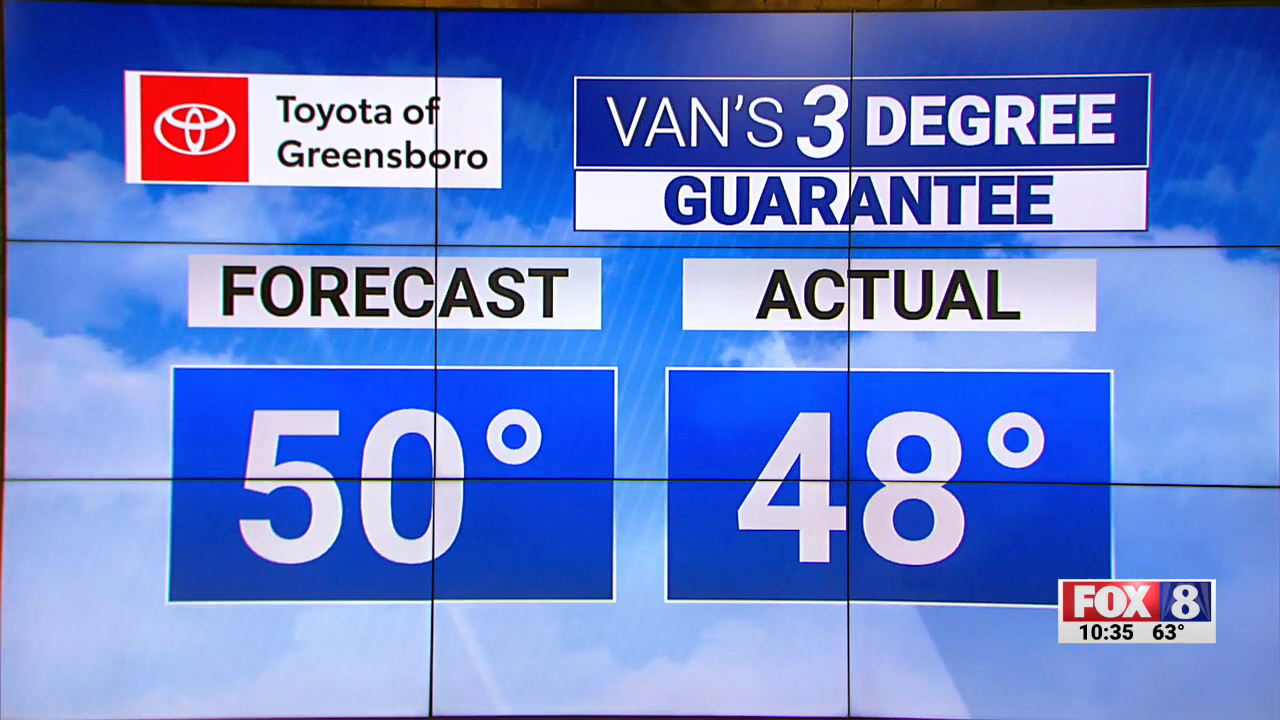 Toyota of
Greensboro
VAN'S 3 DEGREE
GUARANTEE
FORECAST
ACTUAL
50°
48°
FOX 8
10:35 63°